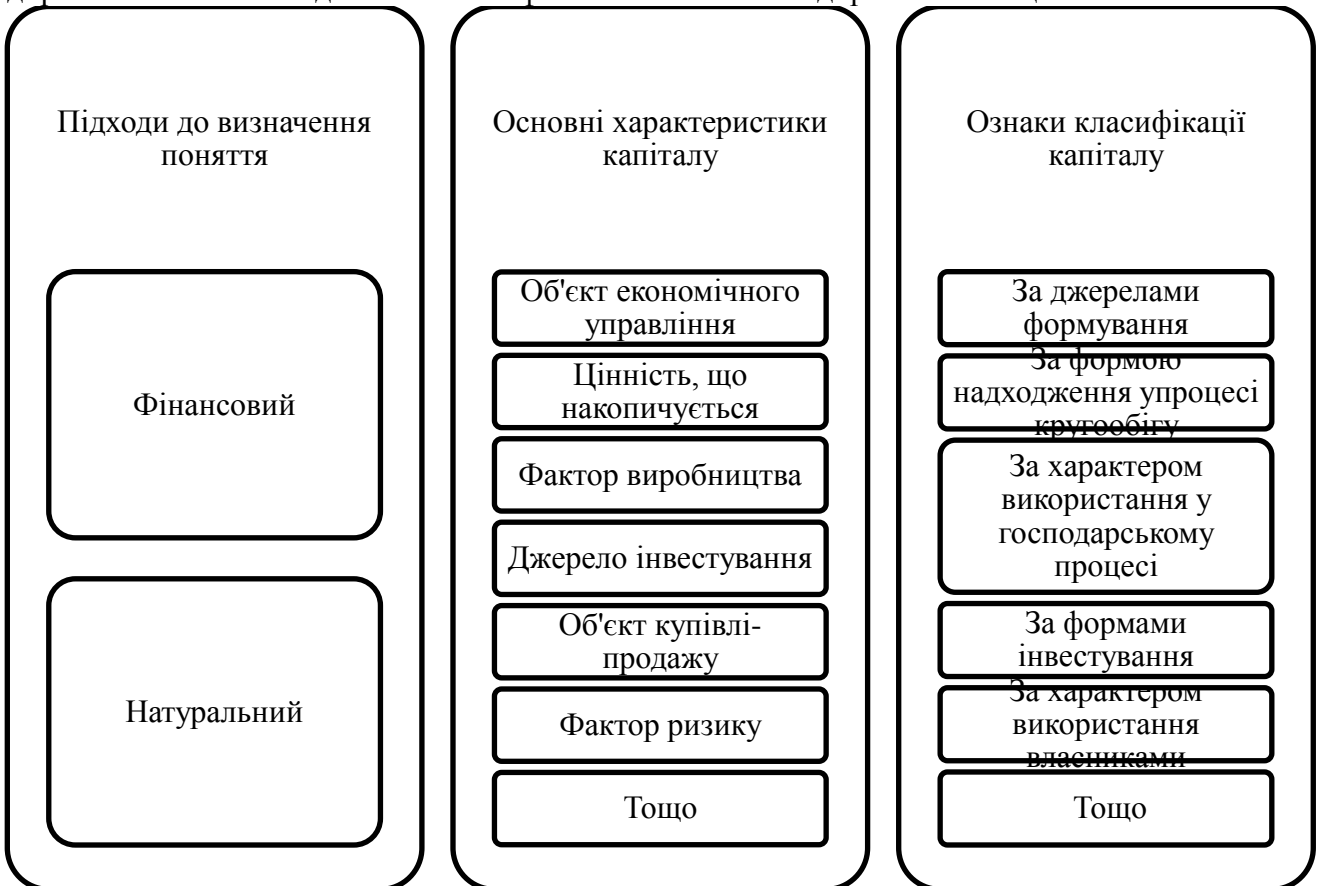 Підходи до визначення
поняття
Фінансовий
Натуральний
Основні характеристики
капіталу
Об'єкт економічного
управління
Цінність, що
накопичується
Фактор виробництва
Джерело інвестування
Об'єкт купівлі-
продажу
Фактор ризику
Тощо
Ознаки класифікації
капіталу
За джерелами
формування
За формою
надходження упроцесі
кругообігу
За характером
використання у
господарському
процесі
За формами
інвестування
За характером
використання
власниками
Тощо